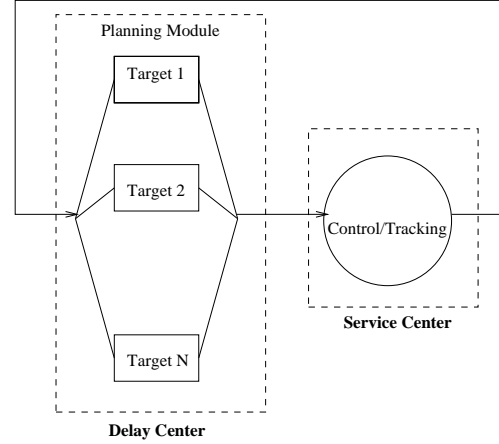 Planning Module
Target 1
Target 2
Target N
Delay Center
Control/Tracking
Service Center